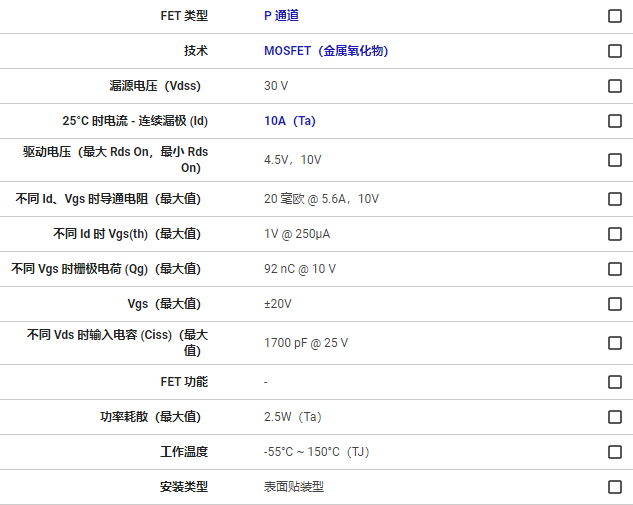 FET 类型 P 通道
技术 MOSFET（金属氧化物）
漏源电压（Vdss） 30 V
25°C 时电流 - 连续漏极 (Id) 10A（Ta）
驱动电压（最大 Rds On，最小 Rds
On） 4.5V，10V
不同 Id、Vgs 时导通电阻（最大值） 20 毫欧 @ 5.6A，10V
不同 Id 时 Vgs(th)（最大值） 1V @ 250µA
不同 Vgs 时栅极电荷 (Qg)（最大值） 92 nC @ 10 V
Vgs（最大值） ±20V
不同 Vds 时输入电容 (Ciss)（最大
值） 1700 pF @ 25 V
FET 功能 -
功率耗散（最大值） 2.5W（Ta）
工作温度 -55°C ~ 150°C（TJ）
安装类型 表面贴装型